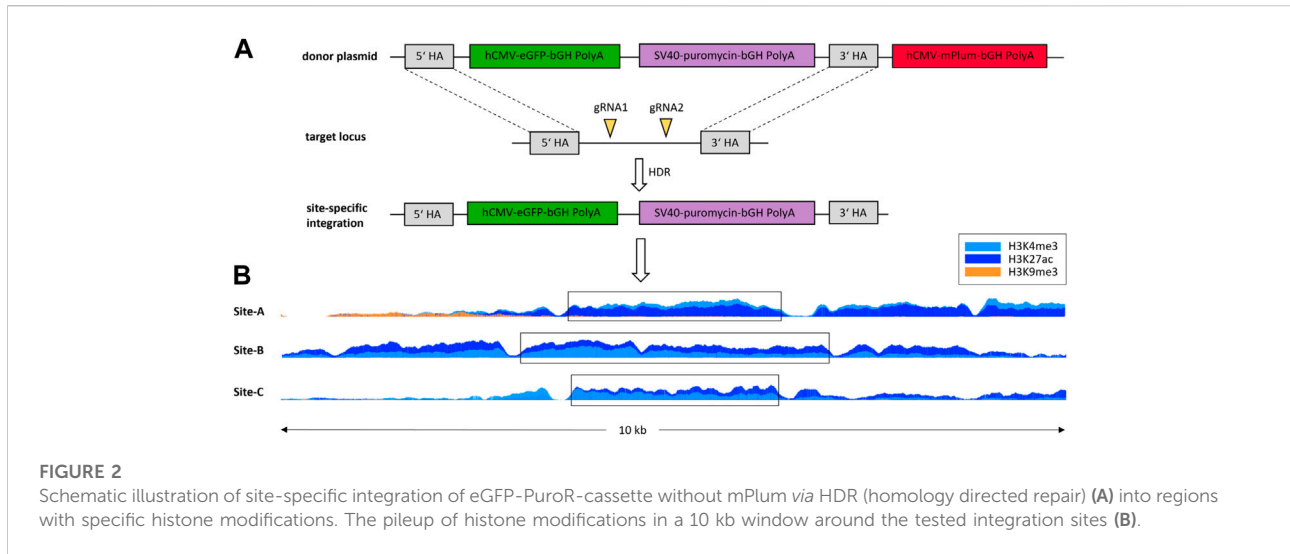 A
donor plasmid
5‘ HA
hCMV-eGFP-bGH PolyA
SV40-puromycin-bGH PolyA
3‘ HA
hCMV-mPlum-bGH PolyA
gRNA1
gRNA2
target locus
5‘ HA
3‘ HA
HDR
site-specific
integration
5‘ HA
hCMV-eGFP-bGH PolyA
SV40-puromycin-bGH PolyA
3‘ HA
H3K4me3
H3K27ac
H3K9me3
B
Site-A
Site-B
Site-C
10 kb
FIGURE 2
Schematic illustration of site-specific integration of eGFP-PuroR-cassette without mPlum via HDR (homology directed repair) (A) into regions
with specific histone modifications. The pileup of histone modifications in a 10 kb window around the tested integration sites (B).